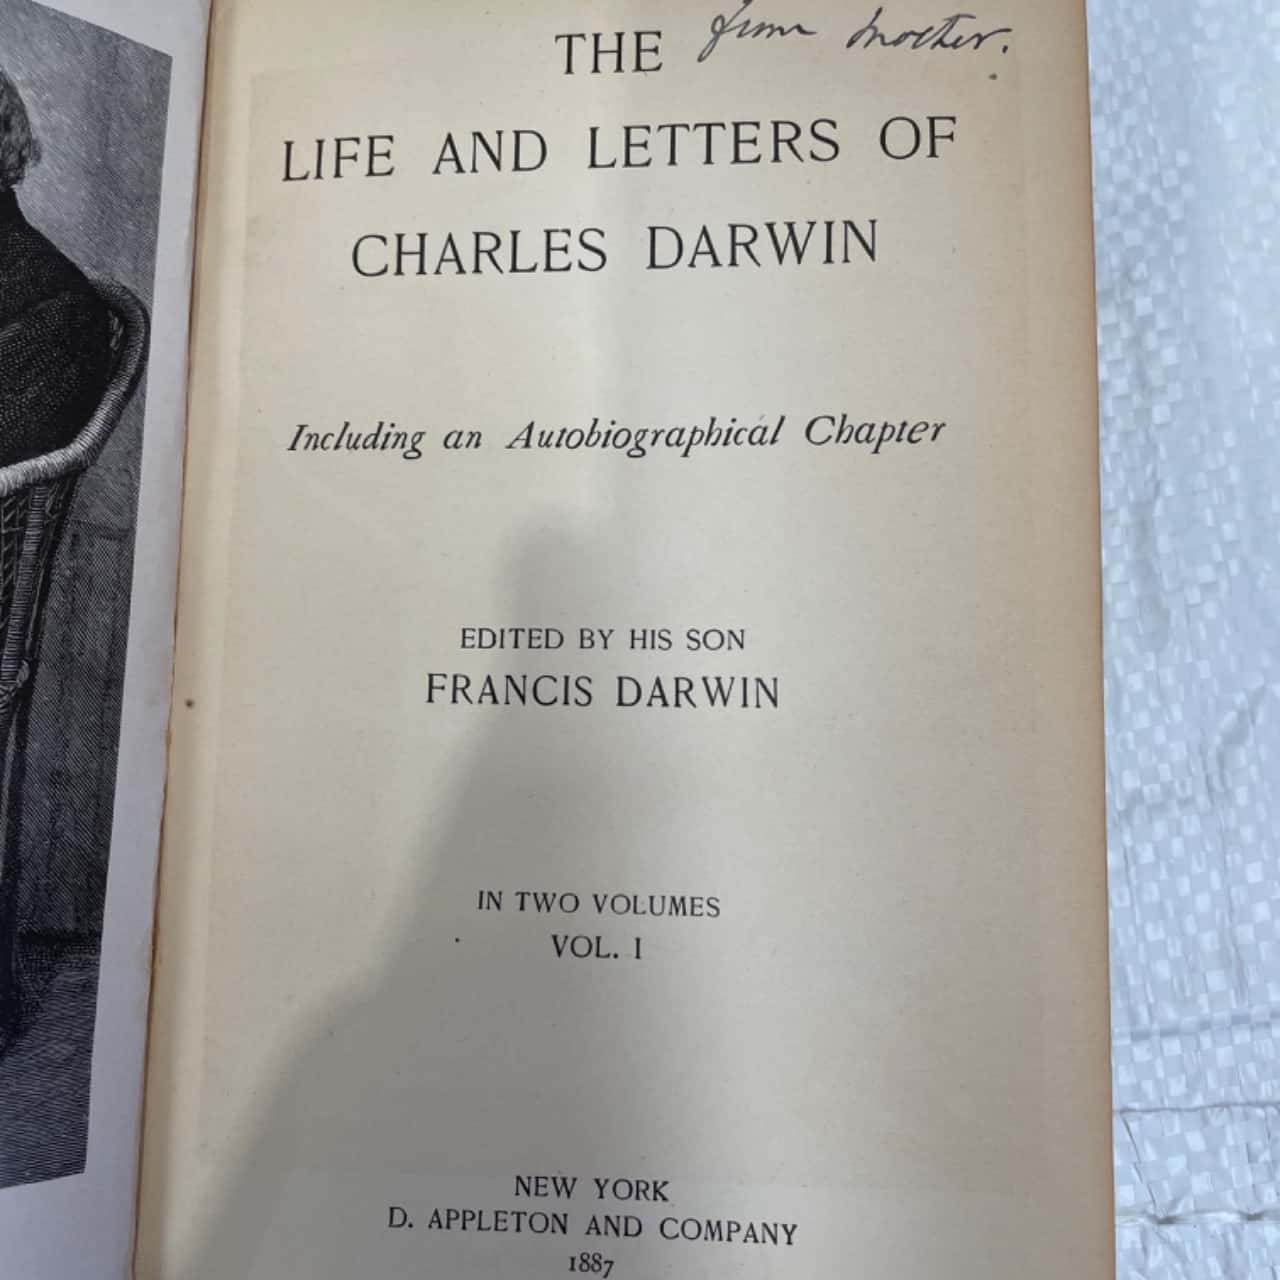 from Mother.
THE
LIFE AND LETTERS OF
CHARLES DARWIN
Including an Autobiographical Chapter
EDITED BY HIS SON
FRANCIS DARWIN
IN TWO VOLUMES
VOL. I
NEW YORK
D. APPLETON AND COMPANY
1887